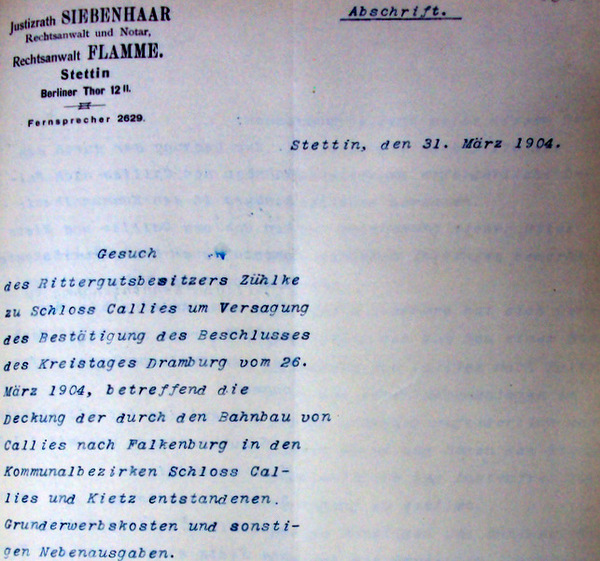 Justizrath SIEBENHAAR
Rechtsanwalt und Notar,
Rechtsanwalt FLAMME.
Stettin
Berliner Thor 12 II.
Fernsprecher 2629.
Abschrift.
Stettin, den 31. März 1904.
Gesuch
des Rittergutsbesitzers Zühlke
zu Schloss Callies um Versagung
des Bestätigung des Beschlusses
des Kreistages Dramburg vom 26.
März 1904, betreffend die
Deckung der durch den Bahnbau von
Callies nach Falkenburg in den
Kommunalbezirken Schloss Cal-
lies und Kietz entstandenen.
Grunderwerbskosten und sonsti-
gen Nebenausgaben.